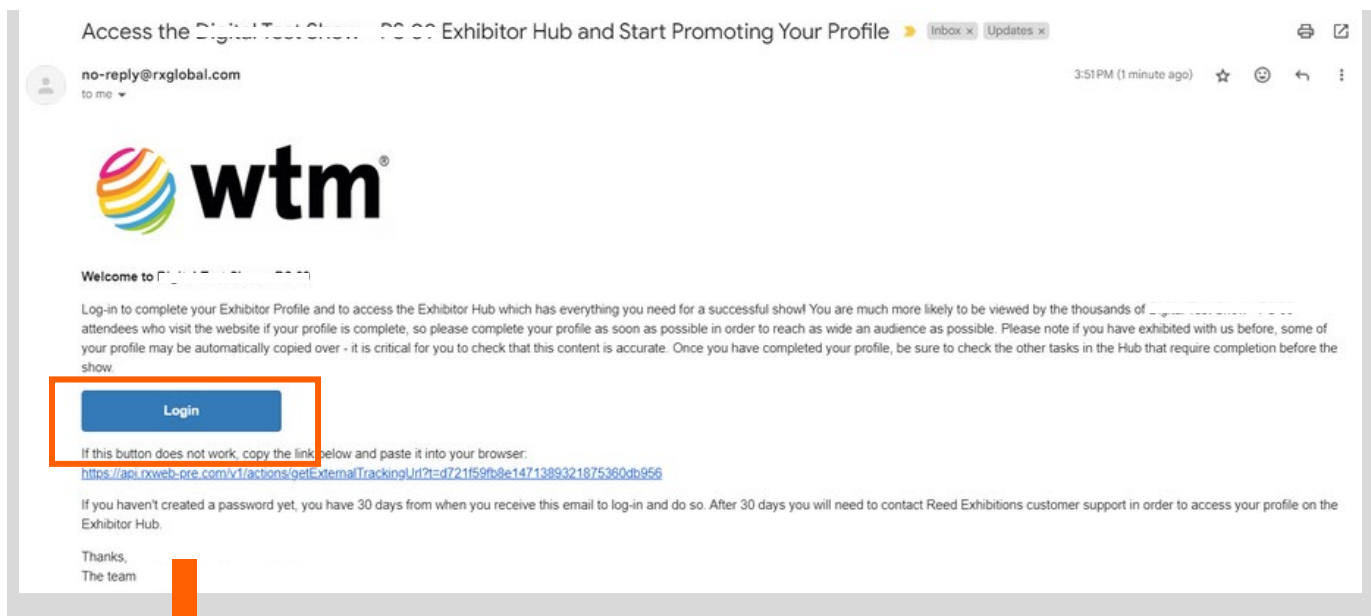 Access the Exhibitor Hub and Start Promoting Your Profile Inbox × Updates ×
no-reply@rxglobal.com 3:51 PM (1 minute ago)
to me
wtm®
Welcome to
Log-in to complete your Exhibitor Profile and to access the Exhibitor Hub which has everything you need for a successful show! You are much more likely to be viewed by the thousands of
attendees who visit the website if your profile is complete, so please complete your profile as soon as possible in order to reach as wide an audience as possible. Please note if you have exhibited with us before, some of
your profile may be automatically copied over - it is critical for you to check that this content is accurate. Once you have completed your profile, be sure to check the other tasks in the Hub that require completion before the
show.
Login
If this button does not work, copy the link below and paste it into your browser:
https://api.rxweb-pre.com/v1/actions/getExternalTrackingUrl?t=d721f59fb8e1471389321875360db956
If you haven't created a password yet, you have 30 days from when you receive this email to log-in and do so. After 30 days you will need to contact Reed Exhibitions customer support in order to access your profile on the
Exhibitor Hub.
Thanks,
The team